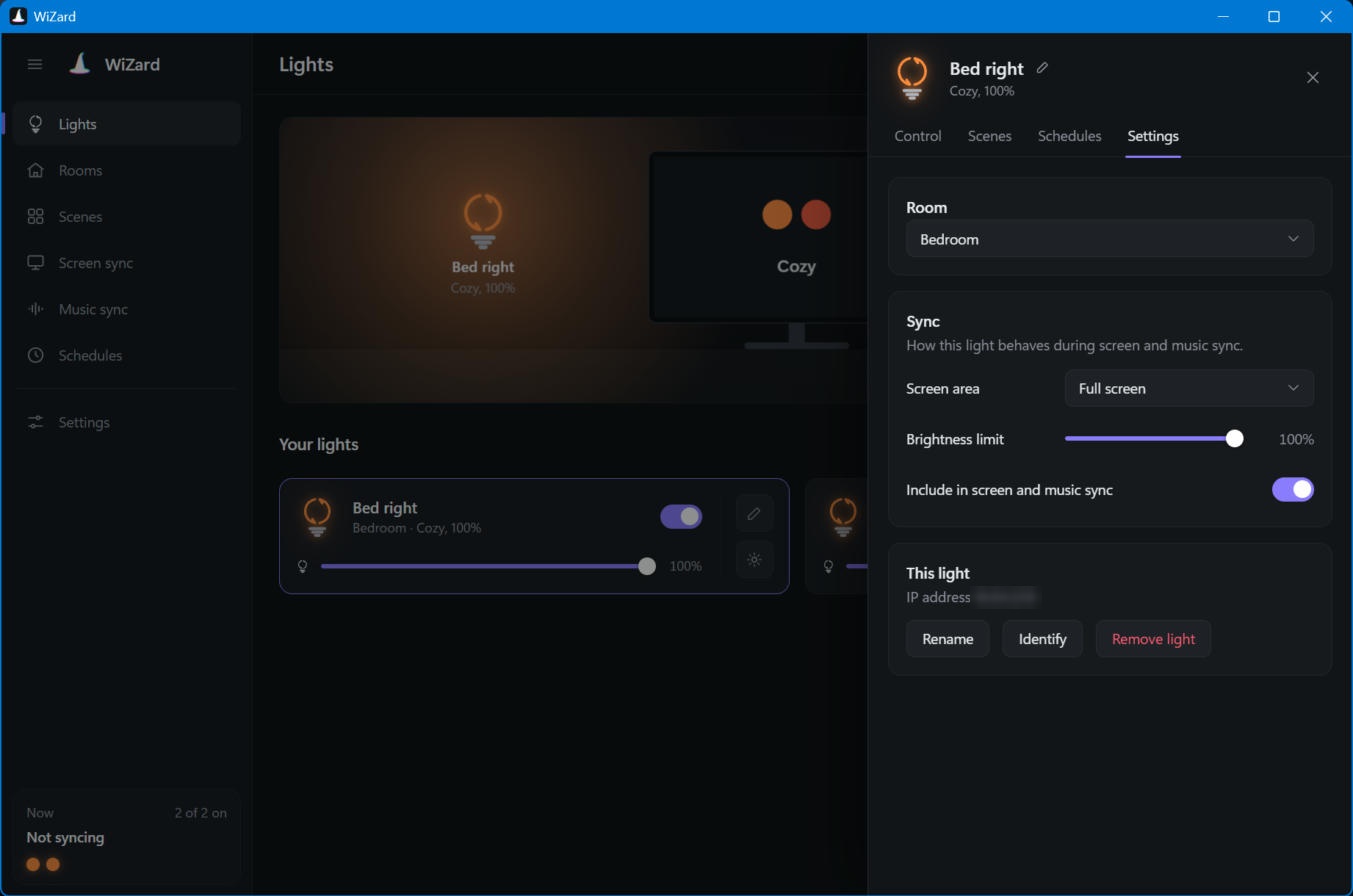 WiZard
WiZard
Lights
Rooms
Scenes
Screen sync
Music sync
Schedules
Settings
Now 2 of 2 on
Not syncing
Lights
Bed right
Cozy, 100%
Cozy
Your lights
Bed right
Bedroom · Cozy, 100%
100%
Bed right
Cozy, 100%
Control Scenes Schedules Settings
Room
Bedroom
Sync
How this light behaves during screen and music sync.
Screen area Full screen
Brightness limit 100%
Include in screen and music sync
This light
IP address
Rename Identify Remove light